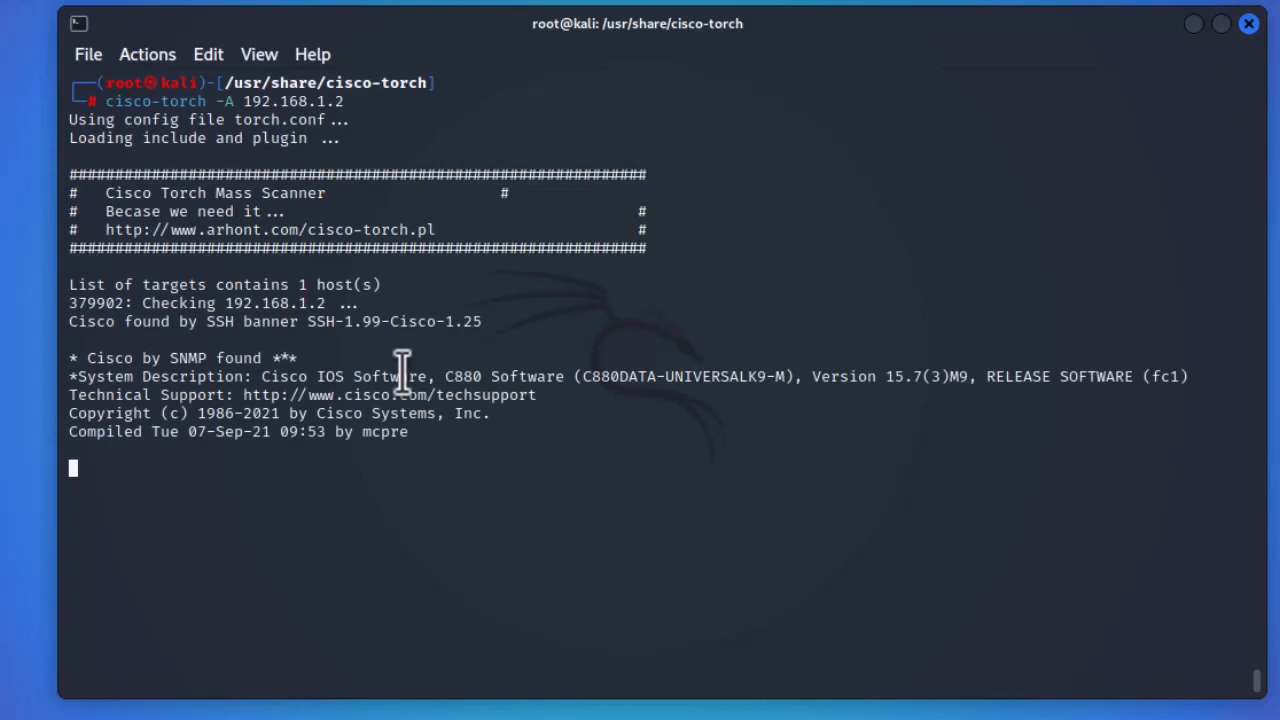 root@kali: /usr/share/cisco-torch
File Actions Edit View Help
┌──(root㉿kali)-[/usr/share/cisco-torch]
└─# cisco-torch -A 192.168.1.2
Using config file torch.conf...
Loading include and plugin ...
###############################################################
#   Cisco Torch Mass Scanner                   #
#   Becase we need it...                                      #
#   http://www.arhont.com/cisco-torch.pl                      #
###############################################################
List of targets contains 1 host(s)
379902: Checking 192.168.1.2 ...
Cisco found by SSH banner SSH-1.99-Cisco-1.25
* Cisco by SNMP found ***
*System Description: Cisco IOS Software, C880 Software (C880DATA-UNIVERSALK9-M), Version 15.7(3)M9, RELEASE SOFTWARE (fc1)
Technical Support: http://www.cisco.com/techsupport
Copyright (c) 1986-2021 by Cisco Systems, Inc.
Compiled Tue 07-Sep-21 09:53 by mcpre